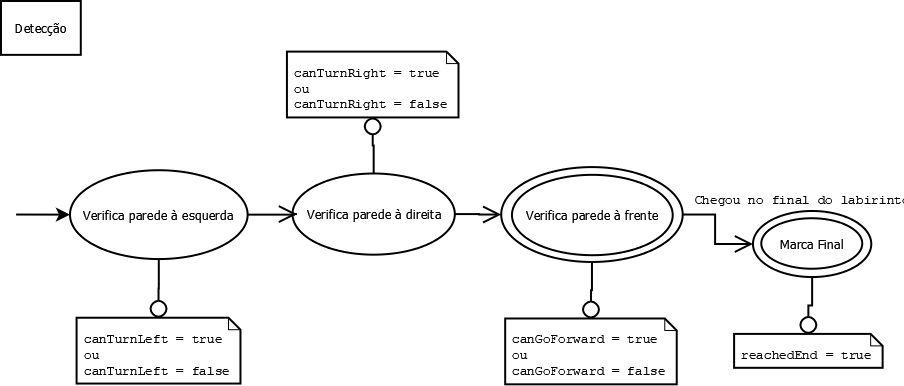 Detecção
canTurnRight = true
ou
canTurnRight = false
Verifica parede à esquerda
Verifica parede à direita
Verifica parede à frente
Chegou no final do labirinto
Marca Final
canTurnLeft = true
ou
canTurnLeft = false
canGoForward = true
ou
canGoForward = false
reachedEnd = true